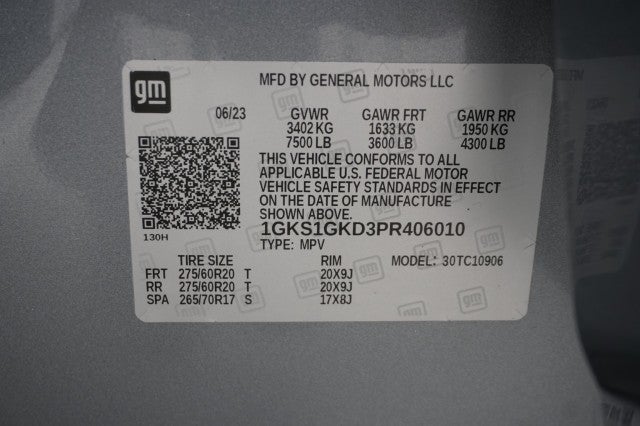 gm
MFD BY GENERAL MOTORS LLC
06/23 GVWR GAWR FRT GAWR RR
3402 KG 1633 KG 1950 KG
7500 LB 3600 LB 4300 LB
THIS VEHICLE CONFORMS TO ALL
APPLICABLE U.S. FEDERAL MOTOR
VEHICLE SAFETY STANDARDS IN EFFECT
ON THE DATE OF MANUFACTURE
SHOWN ABOVE.
1GKS1GKD3PR406010
130H
TYPE: MPV
TIRE SIZE RIM MODEL: 30TC10906
FRT 275/60R20 T 20X9J
RR 275/60R20 T 20X9J
SPA 265/70R17 S 17X8J